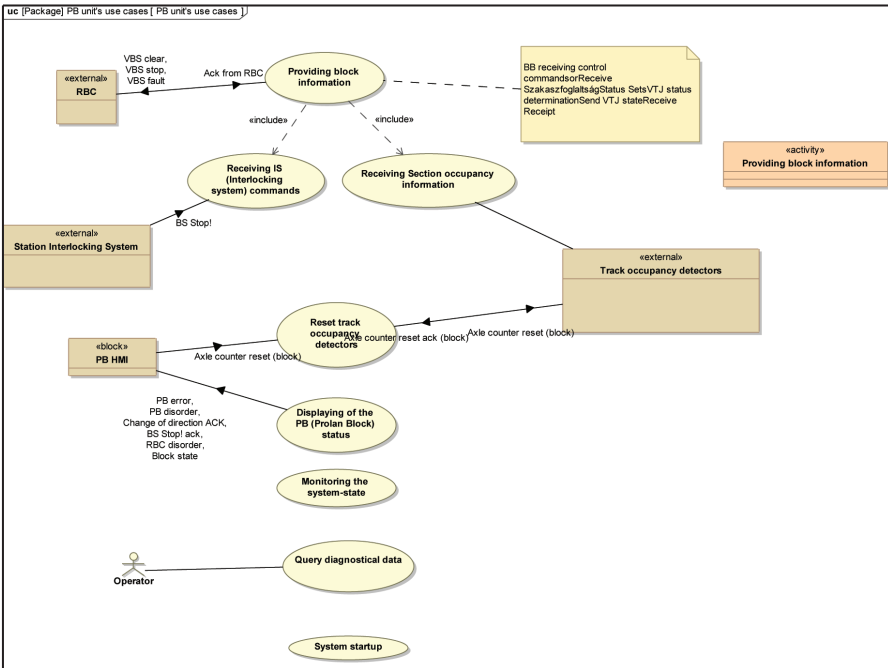 uc [Package] PB unit's use cases [ PB unit's use cases ]
VBS clear,
VBS stop,
VBS fault
Ack from RBC
«external»
RBC
Providing block
information
BB receiving control
commandsorReceive
SzakaszfoglaltságStatus SetsVTJ status
determinationSend VTJ stateReceive
Receipt
«include»
«include»
«activity»
Providing block information
Receiving IS
(Interlocking
system) commands
Receiving Section occupancy
information
BS Stop!
«external»
Station Interlocking System
«external»
Track occupancy detectors
Reset track
occupancy
detectors
Axle counter reset ack (block)
Axle counter reset (block)
Axle counter reset (block)
«block»
PB HMI
PB error,
PB disorder,
Change of direction ACK,
BS Stop! ack,
RBC disorder,
Block state
Displaying of the
PB (Prolan Block)
status
Monitoring the
system-state
Operator
Query diagnostical data
System startup